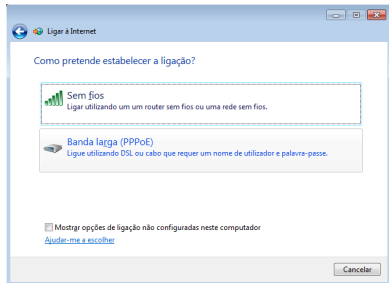 Ligar à Internet
Como pretende estabelecer a ligação?
Sem fios
Ligar utilizando um um router sem fios ou uma rede sem fios.
Banda larga (PPPoE)
Ligue utilizando DSL ou cabo que requer um nome de utilizador e palavra-passe.
Mostrar opções de ligação não configuradas neste computador
Ajudar-me a escolher
Cancelar